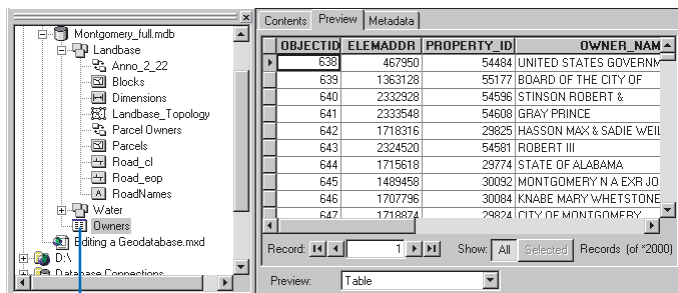 Montgomery_full.mdb
Landbase
Anno_2_22
Blocks
Dimensions
Landbase_Topology
Parcel Owners
Parcels
Road_cl
Road_eop
RoadNames
Water
Owners
Editing a Geodatabase.mxd
D:\
Database Connections
Contents Preview Metadata
OBJECTID ELEMADDR PROPERTY_ID OWNER_NAM
638 467950 54484 UNITED STATES GOVERNM
639 1363128 55177 BOARD OF THE CITY OF
640 2332928 54596 STINSON ROBERT &
641 2333548 54608 GRAY PRINCE
642 1718316 29825 HASSON MAX & SADIE WEIL
643 2324520 54581 ROBERT III
644 1715618 29774 STATE OF ALABAMA
645 1489458 30092 MONTGOMERY N A EXR JO
646 1707796 30084 KNABE MARY WHETSTONE
647 1718874 29824 CITY OF MONTGOMERY
Record: 1 Show: All Selected Records (of *2000)
Preview: Table